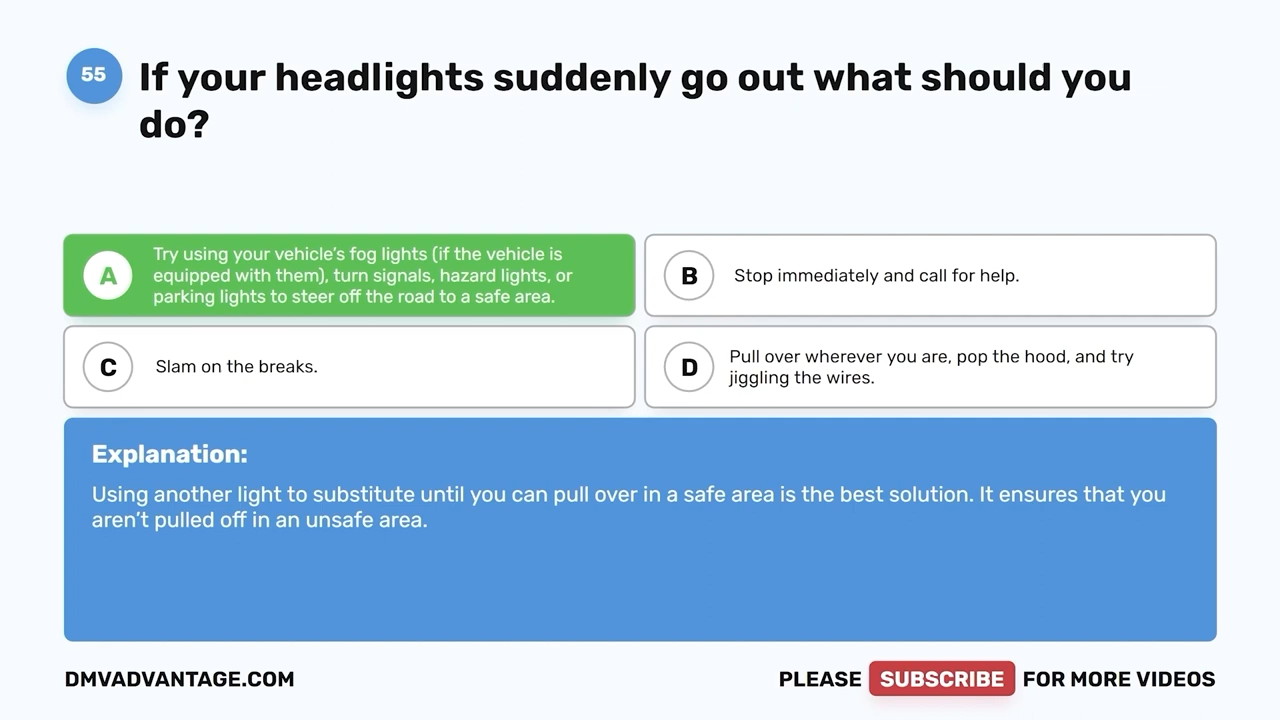 55
If your headlights suddenly go out what should you
do?
A
Try using your vehicle's fog lights (if the vehicle is
equipped with them), turn signals, hazard lights, or
parking lights to steer off the road to a safe area.
B
Stop immediately and call for help.
C
Slam on the breaks.
D
Pull over wherever you are, pop the hood, and try
jiggling the wires.
Explanation:
Using another light to substitute until you can pull over in a safe area is the best solution. It ensures that you
aren't pulled off in an unsafe area.
DMVADVANTAGE.COM
PLEASE SUBSCRIBE FOR MORE VIDEOS